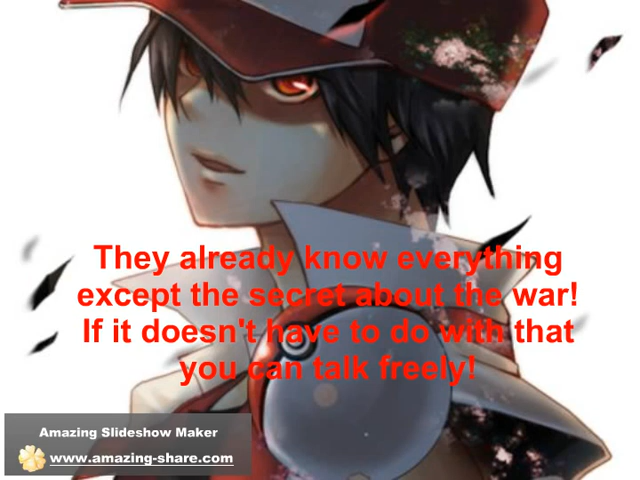 They already know everything
except the secret about the war!
If it doesn't have to do with that
you can talk freely!
Amazing Slideshow Maker
www.amazing-share.com